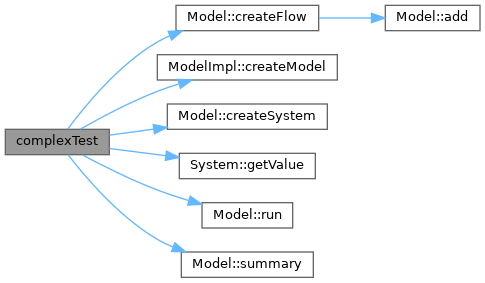 Model::createFlow
Model::add
ModelImpl::createModel
Model::createSystem
complexTest
System::getValue
Model::run
Model::summary